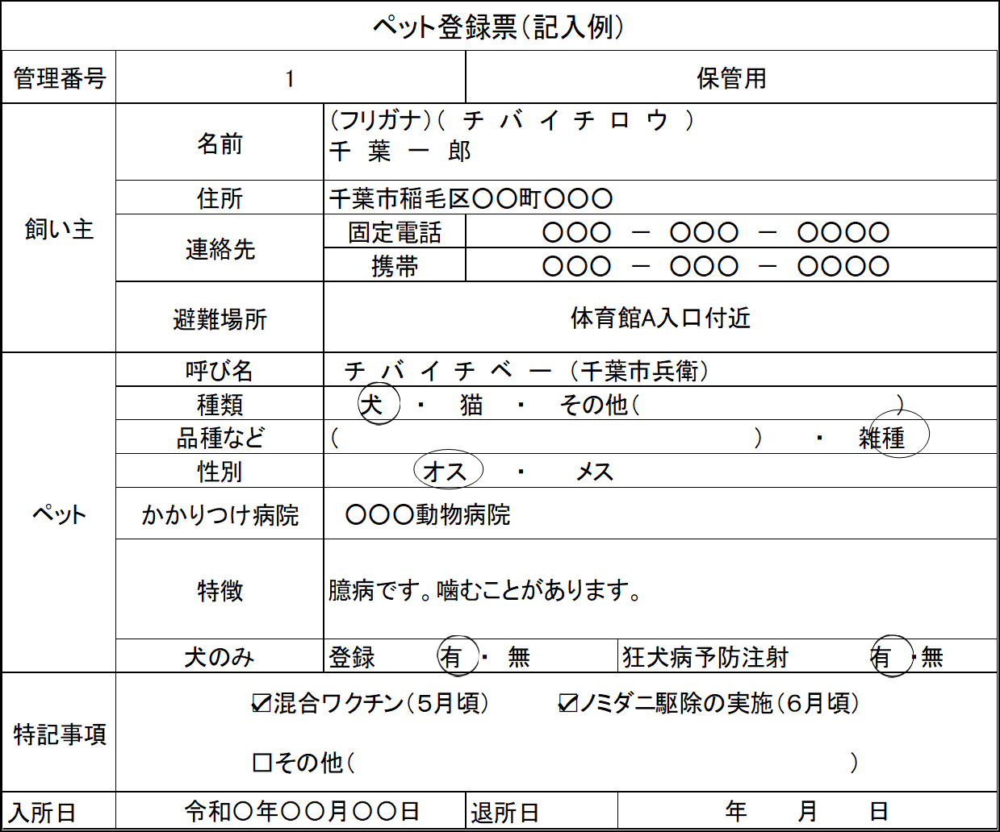 ペット登録票（記入例）
管理番号 1 保管用
飼い主
名前
（フリガナ）（ チ バ イ チ ロ ウ ）
千 葉 一 郎
住所 千葉市稲毛区〇〇町〇〇〇
連絡先
固定電話 〇〇〇 － 〇〇〇 － 〇〇〇〇
携帯 〇〇〇 － 〇〇〇 － 〇〇〇〇
避難場所 体育館A入口付近
ペット
呼び名 チ バ イ チ ベ ー （千葉市兵衛）
種類 犬 ・ 猫 ・ その他（ ）
品種など （ ） ・ 雑種
性別 オス ・ メス
かかりつけ病院 〇〇〇動物病院
特徴 臆病です。噛むことがあります。
犬のみ 登録 有 ・ 無 狂犬病予防注射 有 ・ 無
特記事項
☑混合ワクチン（５月頃） ☑ノミダニ駆除の実施（６月頃）
□その他（ ）
入所日 令和〇年〇〇月〇〇日 退所日 年 月 日